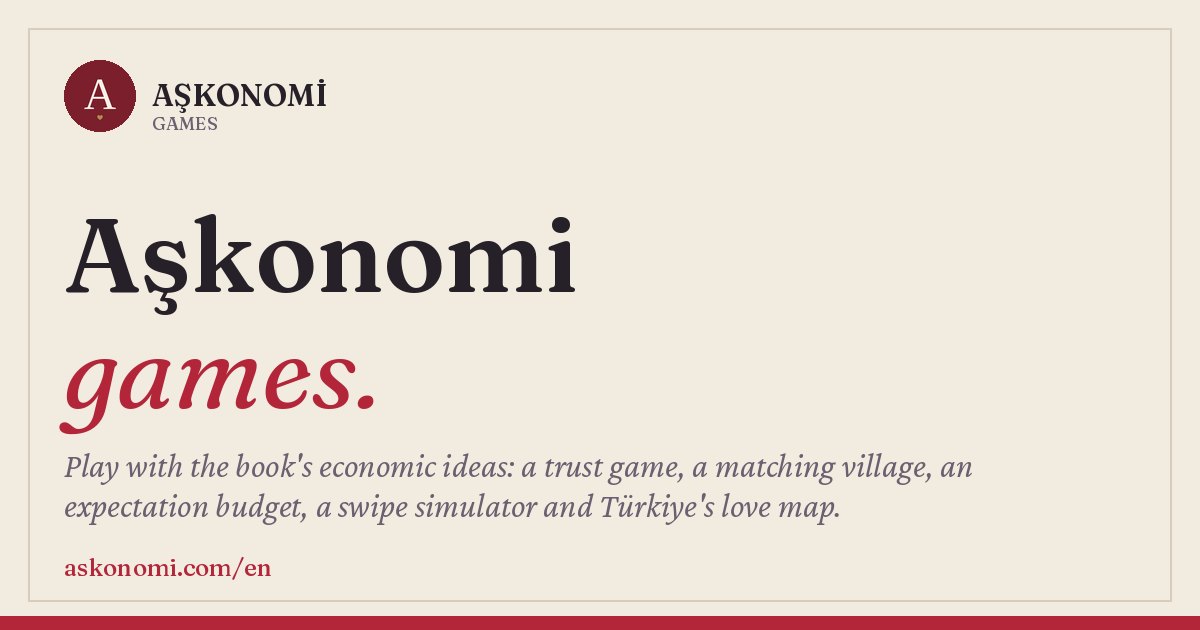 A
AŞKONOMİ
GAMES
Aşkonomi
games.
Play with the book's economic ideas: a trust game, a matching village, an
expectation budget, a swipe simulator and Türkiye's love map.
askonomi.com/en